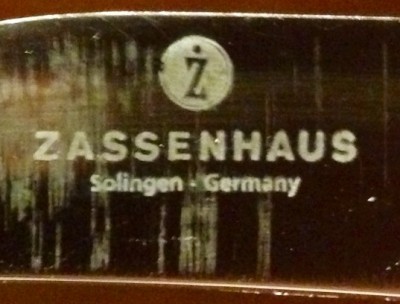 Ż
ZASSENHAUS
Solingen - Germany